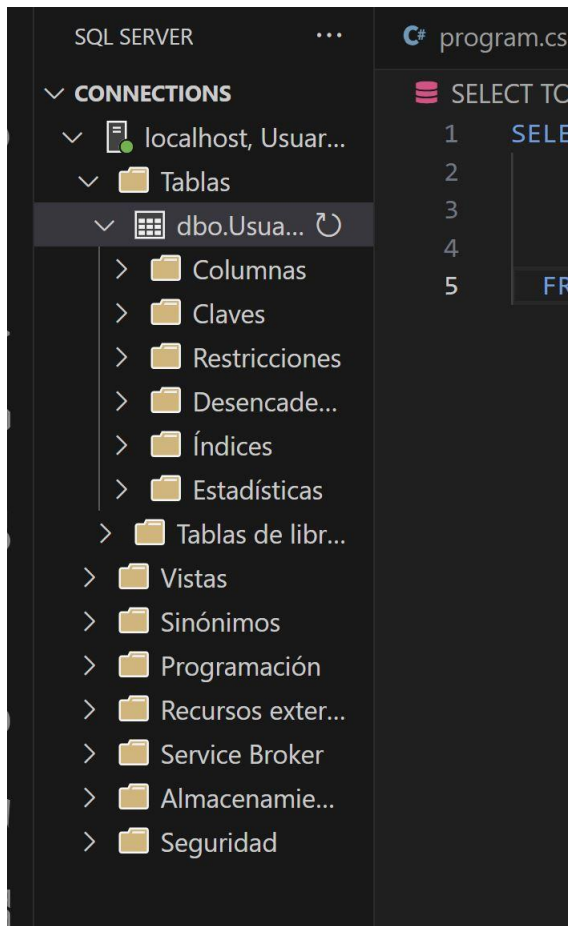 SQL SERVER ...
CONNECTIONS
localhost, Usuar...
Tablas
dbo.Usua...
Columnas
Claves
Restricciones
Desencade...
Índices
Estadísticas
Tablas de libr...
Vistas
Sinónimos
Programación
Recursos exter...
Service Broker
Almacenamie...
Seguridad
C# program.cs
SELECT TO
1 SELE
2
3
4
5 FR